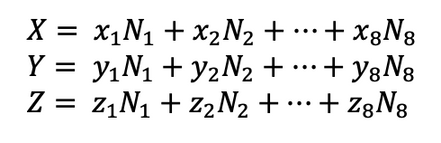 X = x₁N₁ + x₂N₂ + ⋯ + x₈N₈
Y = y₁N₁ + y₂N₂ + ⋯ + y₈N₈
Z = z₁N₁ + z₂N₂ + ⋯ + z₈N₈